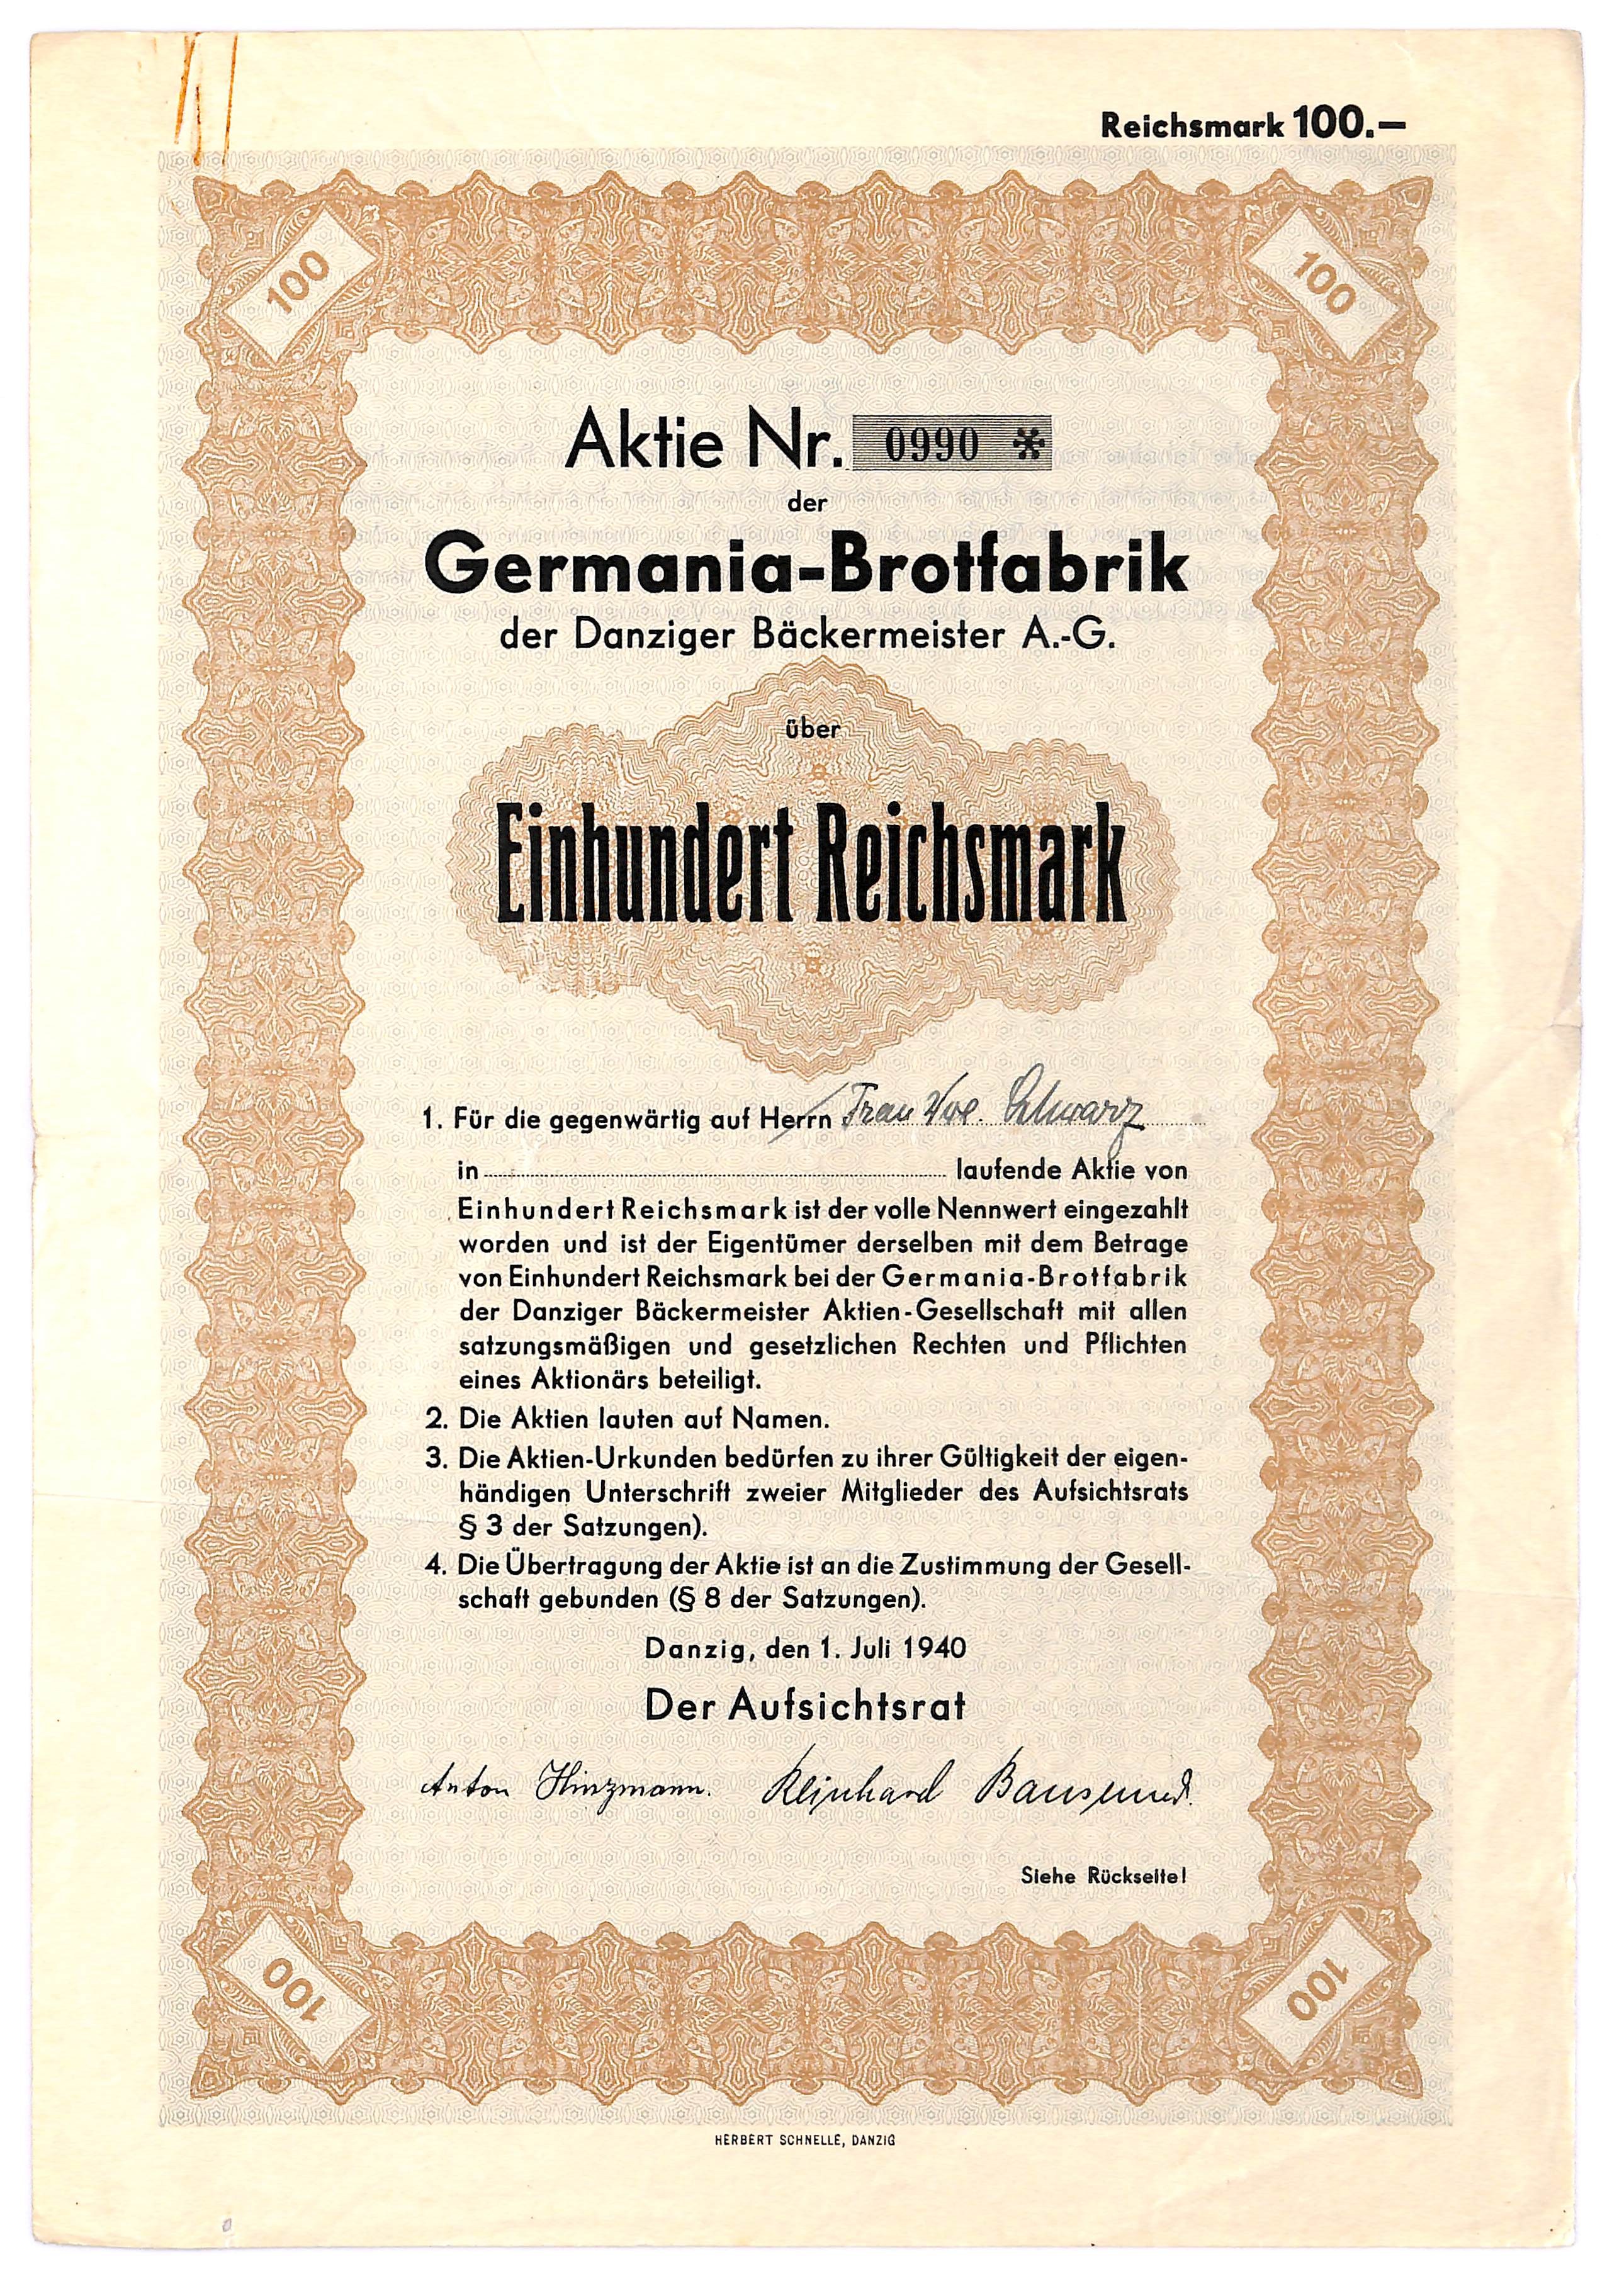 Reichsmark 100.—
100
100
Aktie Nr. 0990 *
der
Germania-Brotfabrik
der Danziger Bäckermeister A.-G.
über
Einhundert Reichsmark
1. Für die gegenwärtig auf Herrn Frau Wwe. Schwarz
in laufende Aktie von
Einhundert Reichsmark ist der volle Nennwert eingezahlt
worden und ist der Eigentümer derselben mit dem Betrage
von Einhundert Reichsmark bei der Germania-Brotfabrik
der Danziger Bäckermeister Aktien-Gesellschaft mit allen
satzungsmäßigen und gesetzlichen Rechten und Pflichten
eines Aktionärs beteiligt.
2. Die Aktien lauten auf Namen.
3. Die Aktien-Urkunden bedürfen zu ihrer Gültigkeit der eigen-
händigen Unterschrift zweier Mitglieder des Aufsichtsrats
§ 3 der Satzungen).
4. Die Übertragung der Aktie ist an die Zustimmung der Gesell-
schaft gebunden (§ 8 der Satzungen).
Danzig, den 1. Juli 1940
Der Aufsichtsrat
Anton Hinzmann. Reinhard
Siehe Rückseite!
100
100
HERBERT SCHNELLE, DANZIG